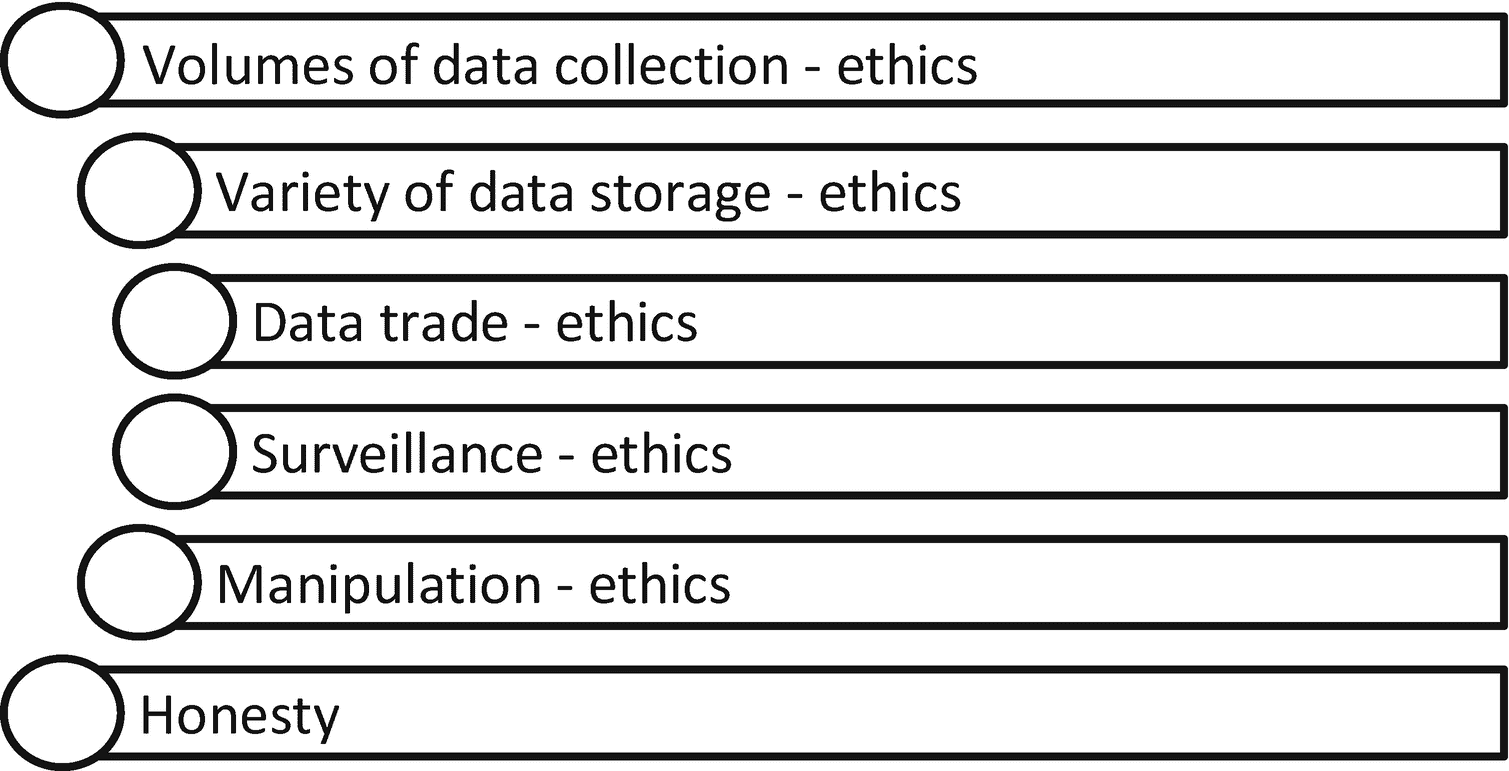 Volumes of data collection - ethics
Variety of data storage - ethics
Data trade - ethics
Surveillance - ethics
Manipulation - ethics
Honesty